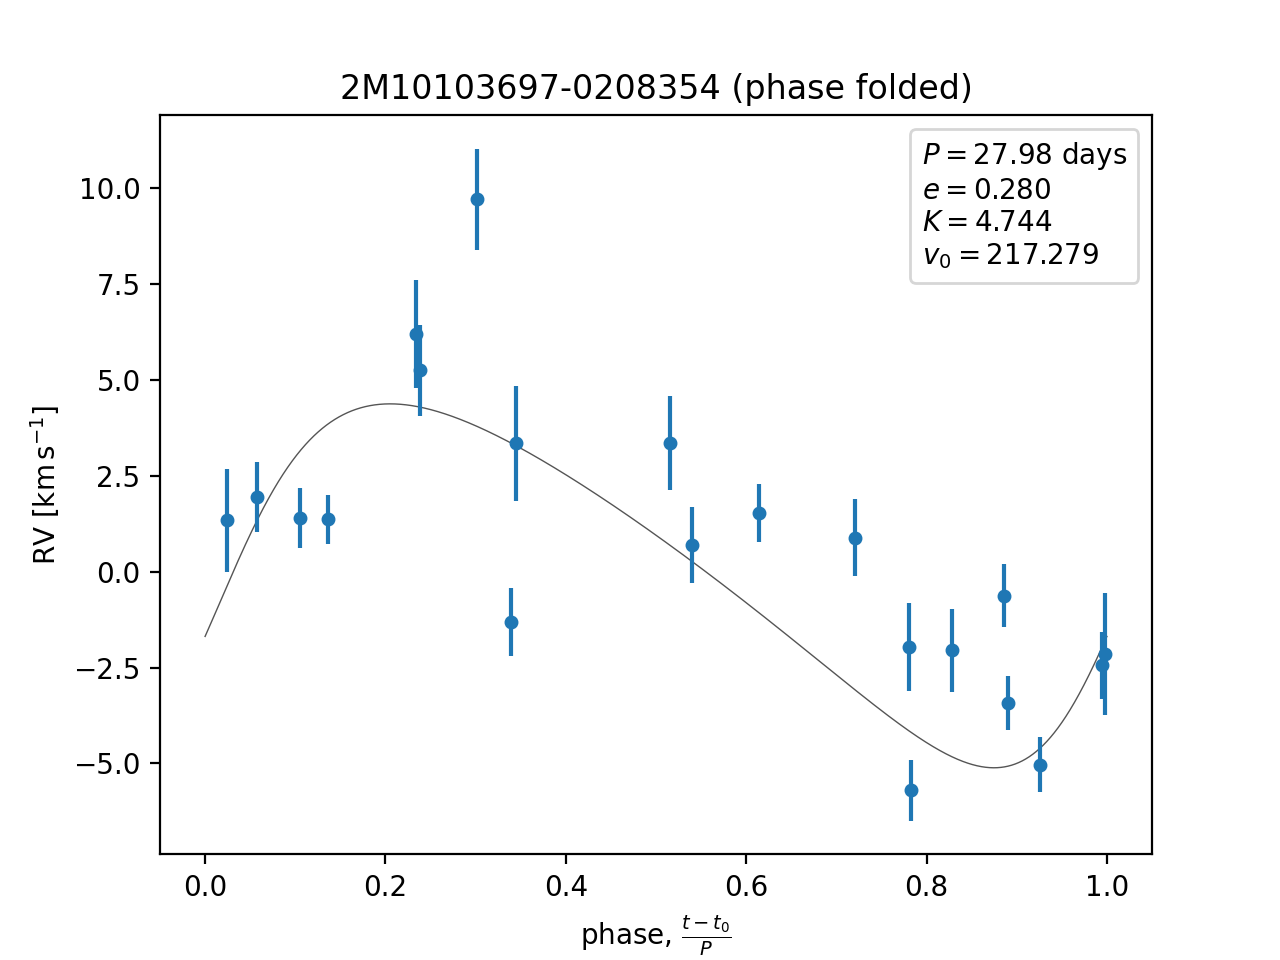 2M10103697-0208354 (phase folded)
P = 27.98 days
e = 0.280
K = 4.744
v₀ = 217.279
10.0
7.5
5.0
2.5
0.0
−2.5
−5.0
RV [km s⁻¹]
0.0 0.2 0.4 0.6 0.8 1.0
phase, (t − t₀)/P